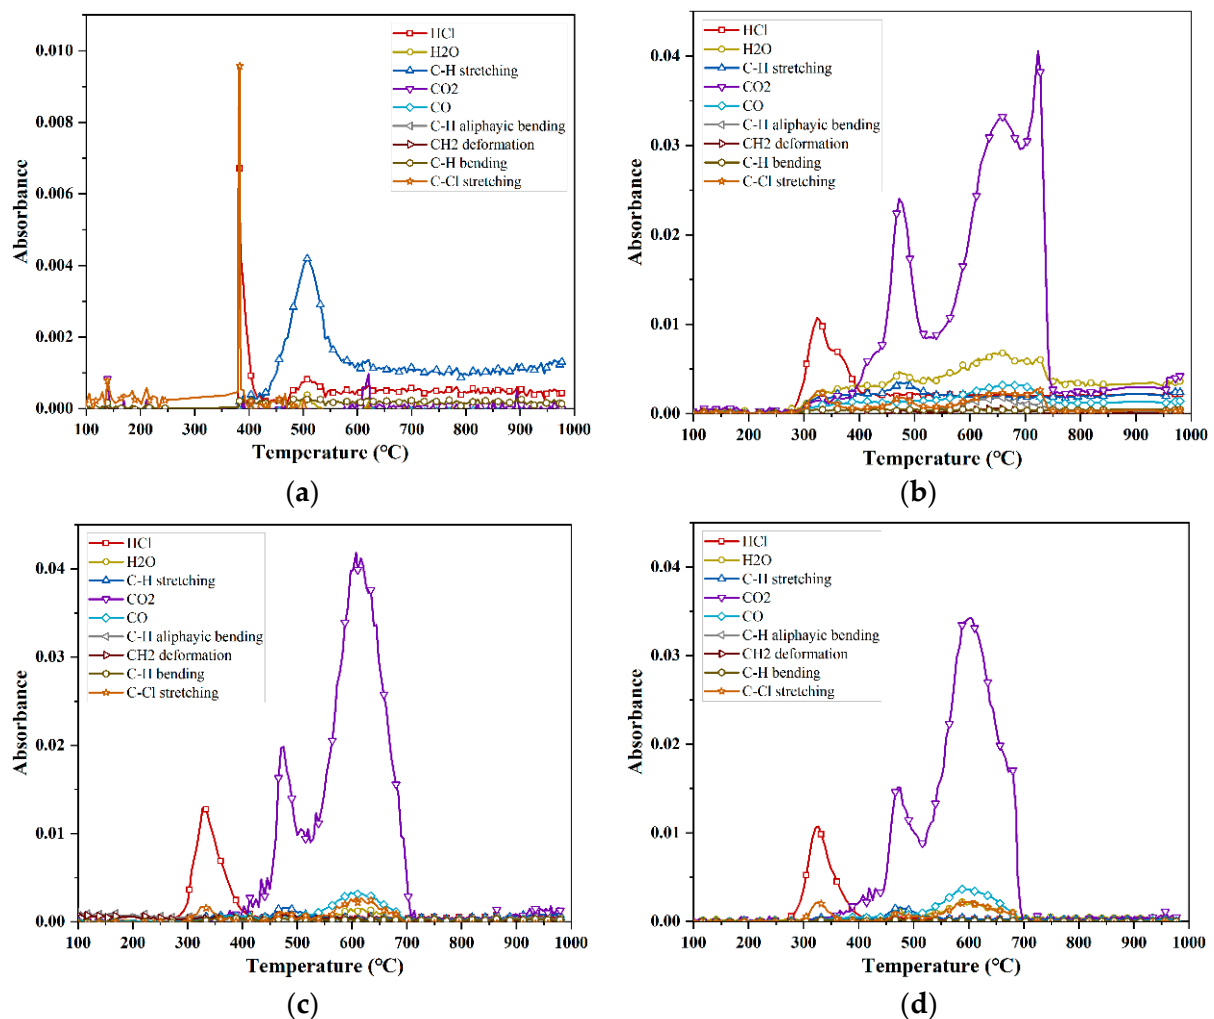 0.010
0.008
0.006
0.004
0.002
0.000
Absorbance
HCl
H2O
C-H stretching
CO2
CO
C-H aliphayic bending
CH2 deformation
C-H bending
C-Cl stretching
100 200 300 400 500 600 700 800 900 1000
Temperature (°C)
(a)
0.04
0.03
0.02
0.01
0.00
Absorbance
HCl
H2O
C-H stretching
CO2
CO
C-H aliphayic bending
CH2 deformation
C-H bending
C-Cl stretching
100 200 300 400 500 600 700 800 900 1000
Temperature (°C)
(b)
0.04
0.03
0.02
0.01
0.00
Absorbance
HCl
H2O
C-H stretching
CO2
CO
C-H aliphayic bending
CH2 deformation
C-H bending
C-Cl stretching
100 200 300 400 500 600 700 800 900 1000
Temperature (°C)
(c)
0.04
0.03
0.02
0.01
0.00
Absorbance
HCl
H2O
C-H stretching
CO2
CO
C-H aliphayic bending
CH2 deformation
C-H bending
C-Cl stretching
100 200 300 400 500 600 700 800 900 1000
Temperature (°C)
(d)